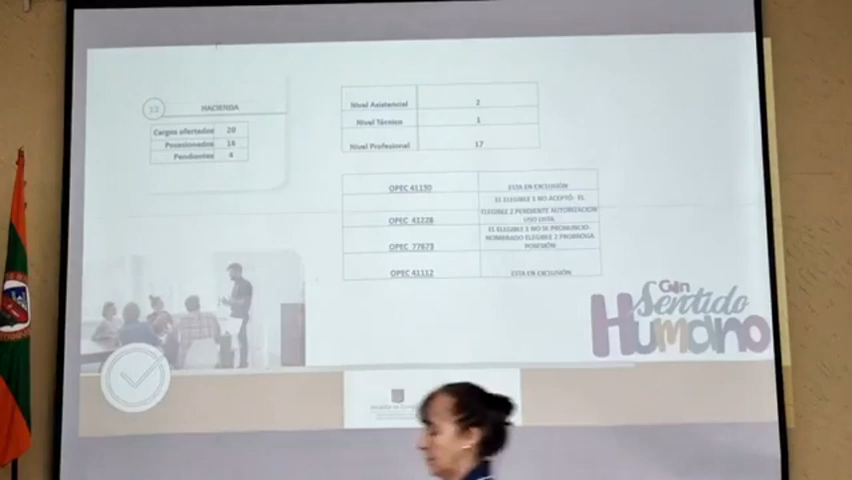 12 HACIENDA
Cargos ofertados 20
Posesionados 16
Pendientes 4
Nivel Asistencial 2
Nivel Técnico 1
Nivel Profesional 17
OPEC 41150 ESTA EN EXCLUSIÓN
EL ELEGIBLE 1 NO ACEPTÓ- EL
OPEC 41228 ELEGIBLE 2 PENDIENTE AUTORIZACION
USO LISTA
EL ELEGIBLE 1 NO SE PRONUNCIO-
OPEC 77673 NOMBRADO ELEGIBLE 2 PRORROGA
POSESIÓN
OPEC 41112 ESTA EN EXCLUSIÓN
Con
Sentido
Humano